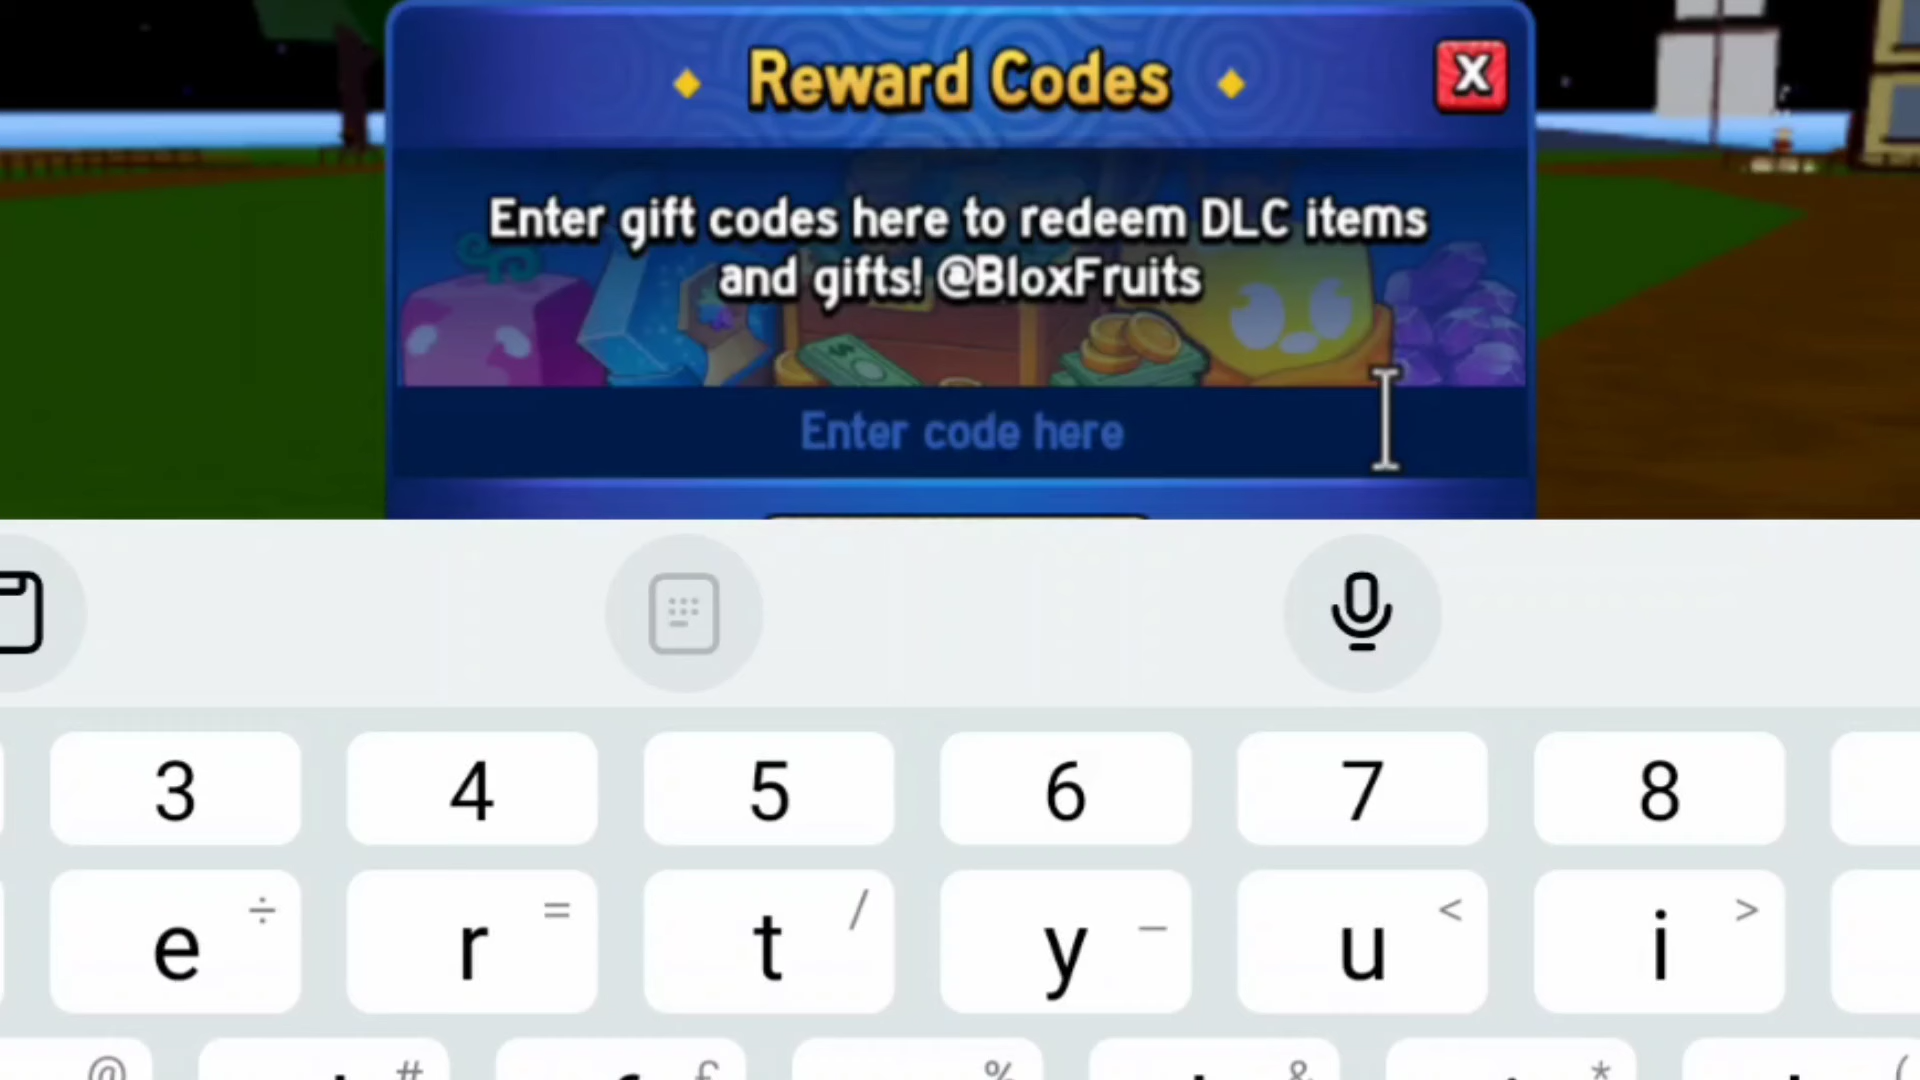 Reward Codes
X
Enter gift codes here to redeem DLC items
and gifts! @BloxFruits
Enter code here
3 4 5 6 7 8
÷ = / _ < >
e r t y u i
@ # £ % & * (